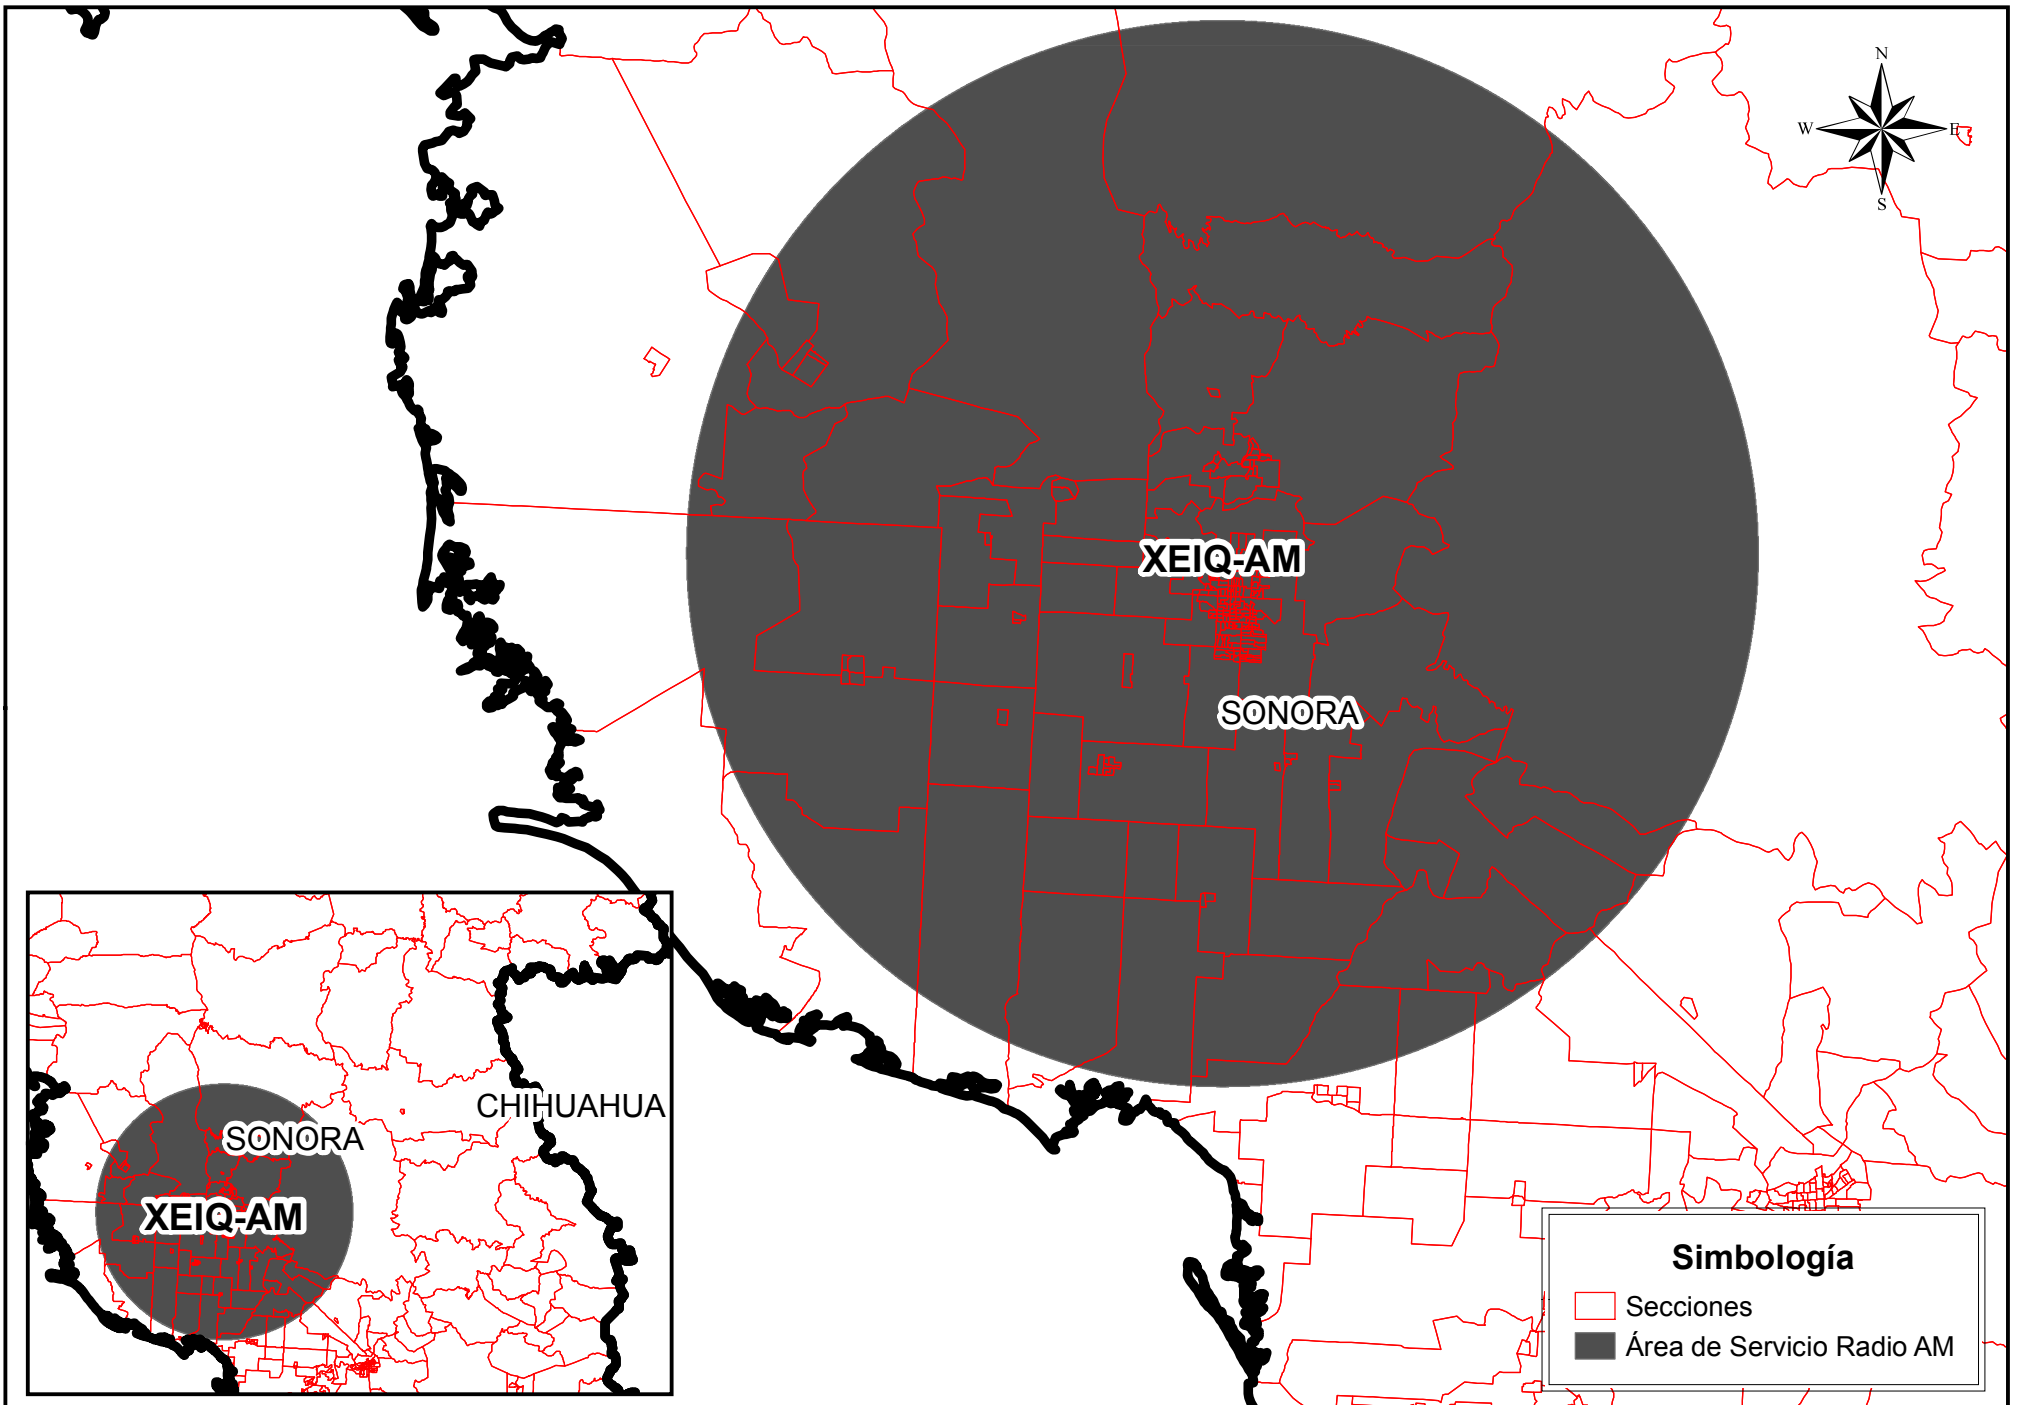 N
W
E
S
XEIQ-AM
SONORA
CHIHUAHUA
SONORA
XEIQ-AM
Simbología
Secciones
Área de Servicio Radio AM